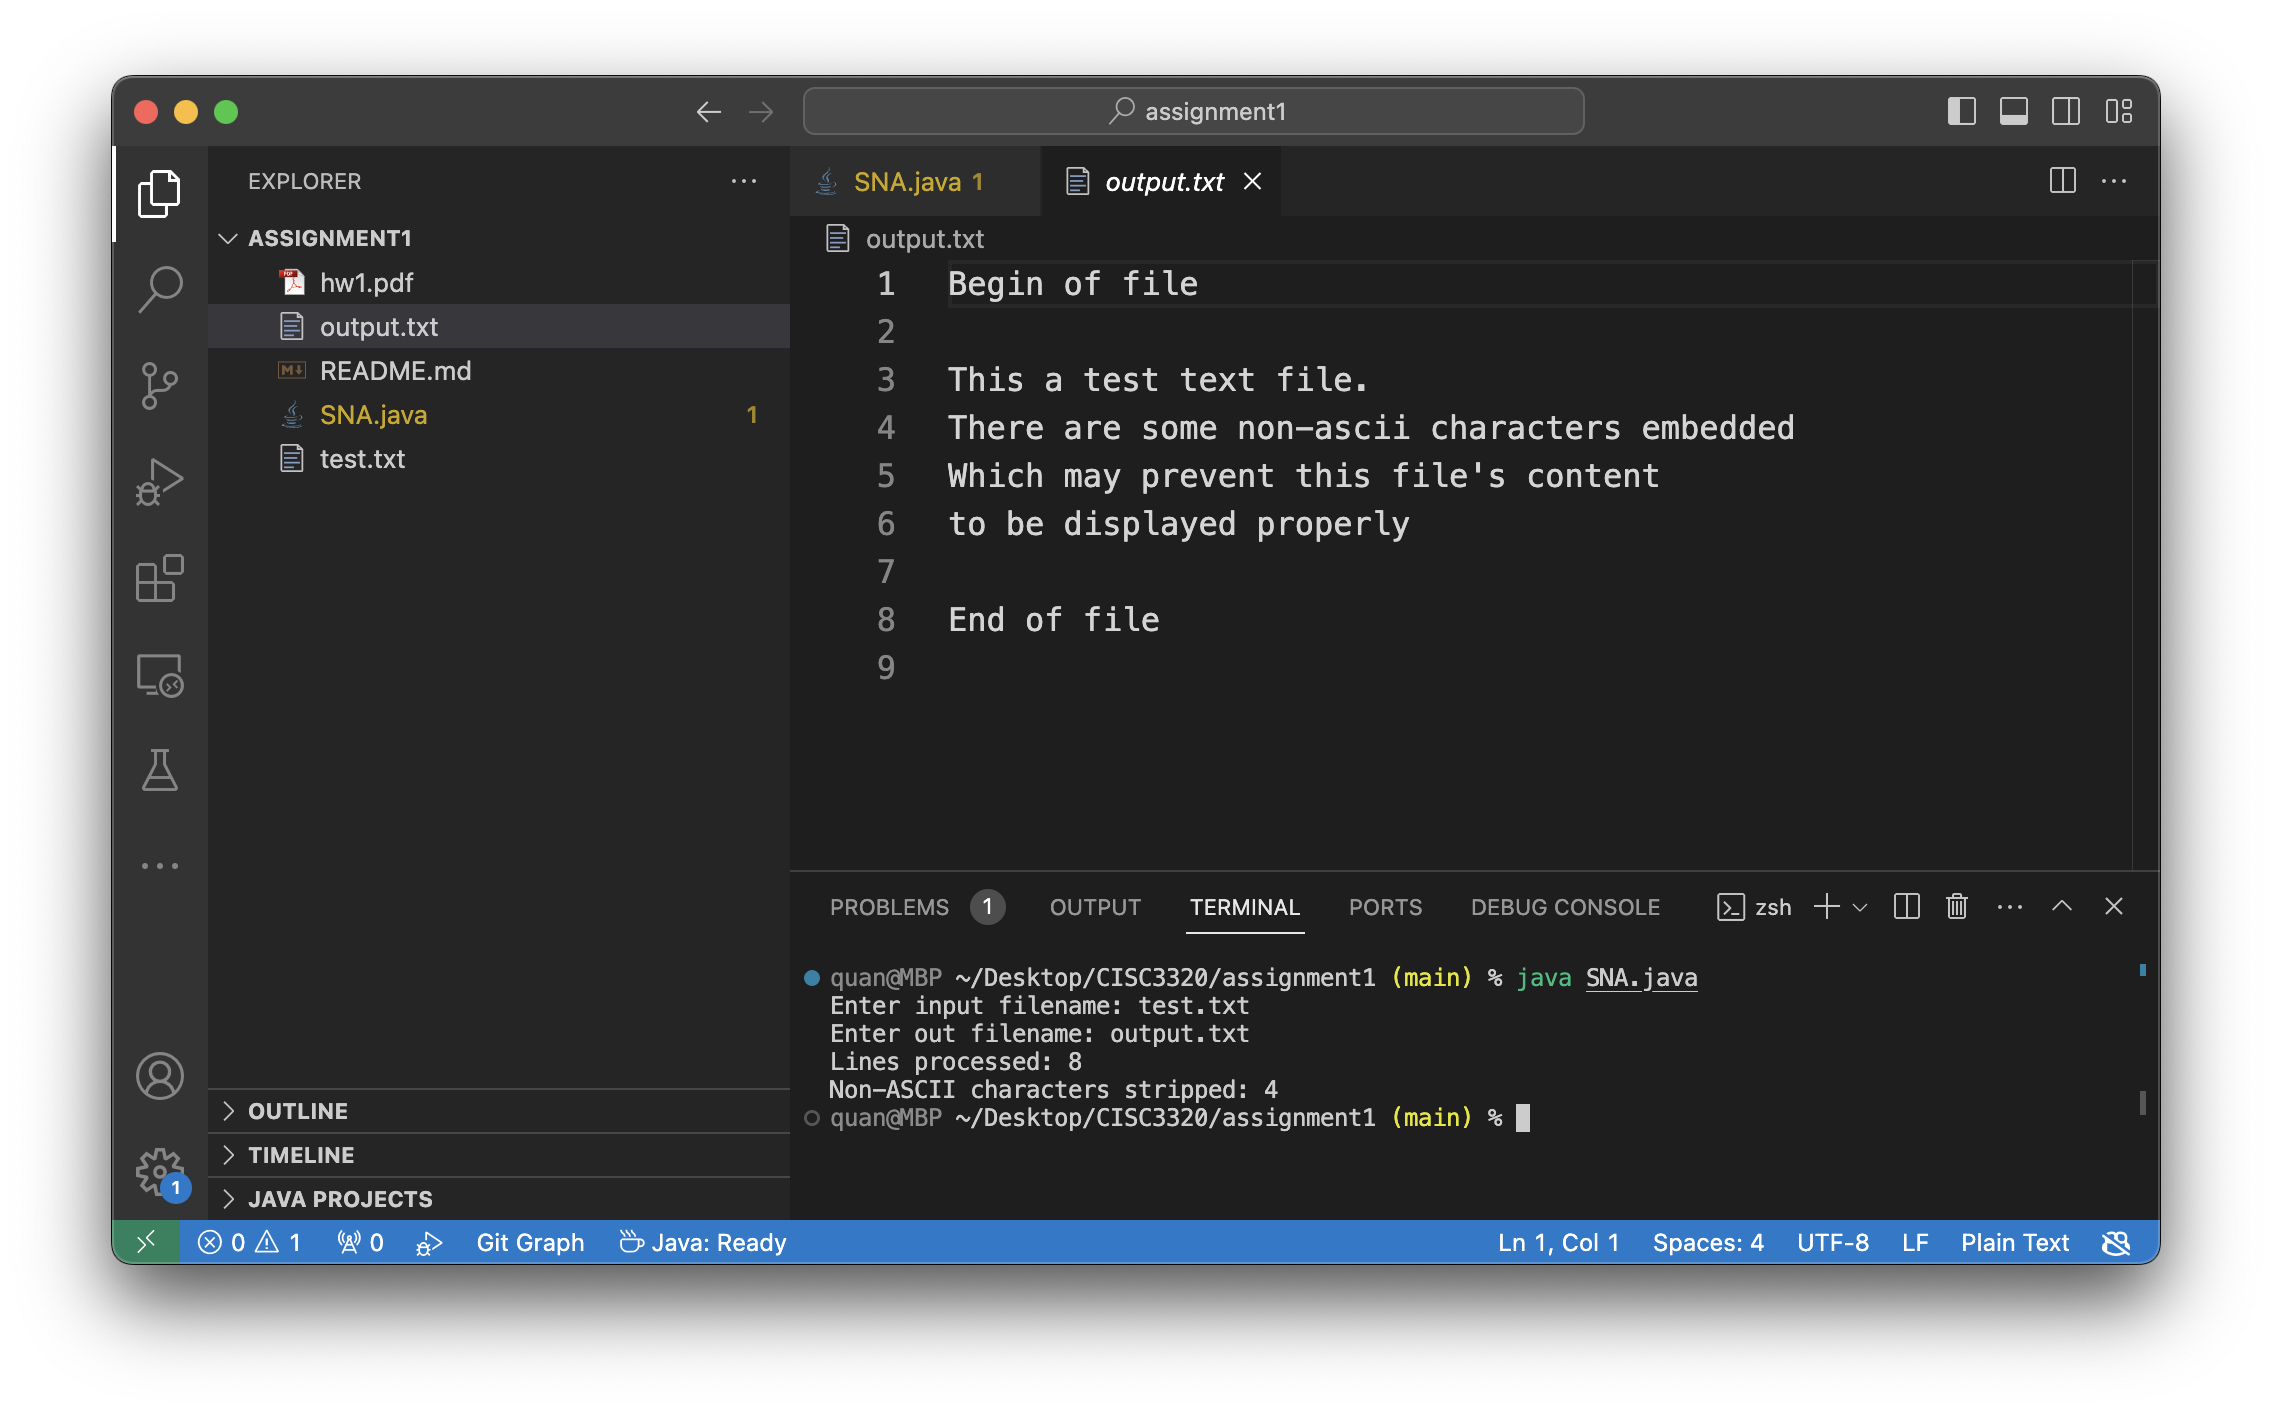 assignment1
EXPLORER
ASSIGNMENT1
hw1.pdf
output.txt
README.md
SNA.java 1
test.txt
OUTLINE
TIMELINE
JAVA PROJECTS
1
SNA.java 1
output.txt
output.txt
1 Begin of file
2
3 This a test text file.
4 There are some non-ascii characters embedded
5 Which may prevent this file's content
6 to be displayed properly
7
8 End of file
9
PROBLEMS 1 OUTPUT TERMINAL PORTS DEBUG CONSOLE zsh
quan@MBP ~/Desktop/CISC3320/assignment1 (main) % java SNA.java
Enter input filename: test.txt
Enter out filename: output.txt
Lines processed: 8
Non-ASCII characters stripped: 4
quan@MBP ~/Desktop/CISC3320/assignment1 (main) %
0 1 0 Git Graph Java: Ready Ln 1, Col 1 Spaces: 4 UTF-8 LF Plain Text